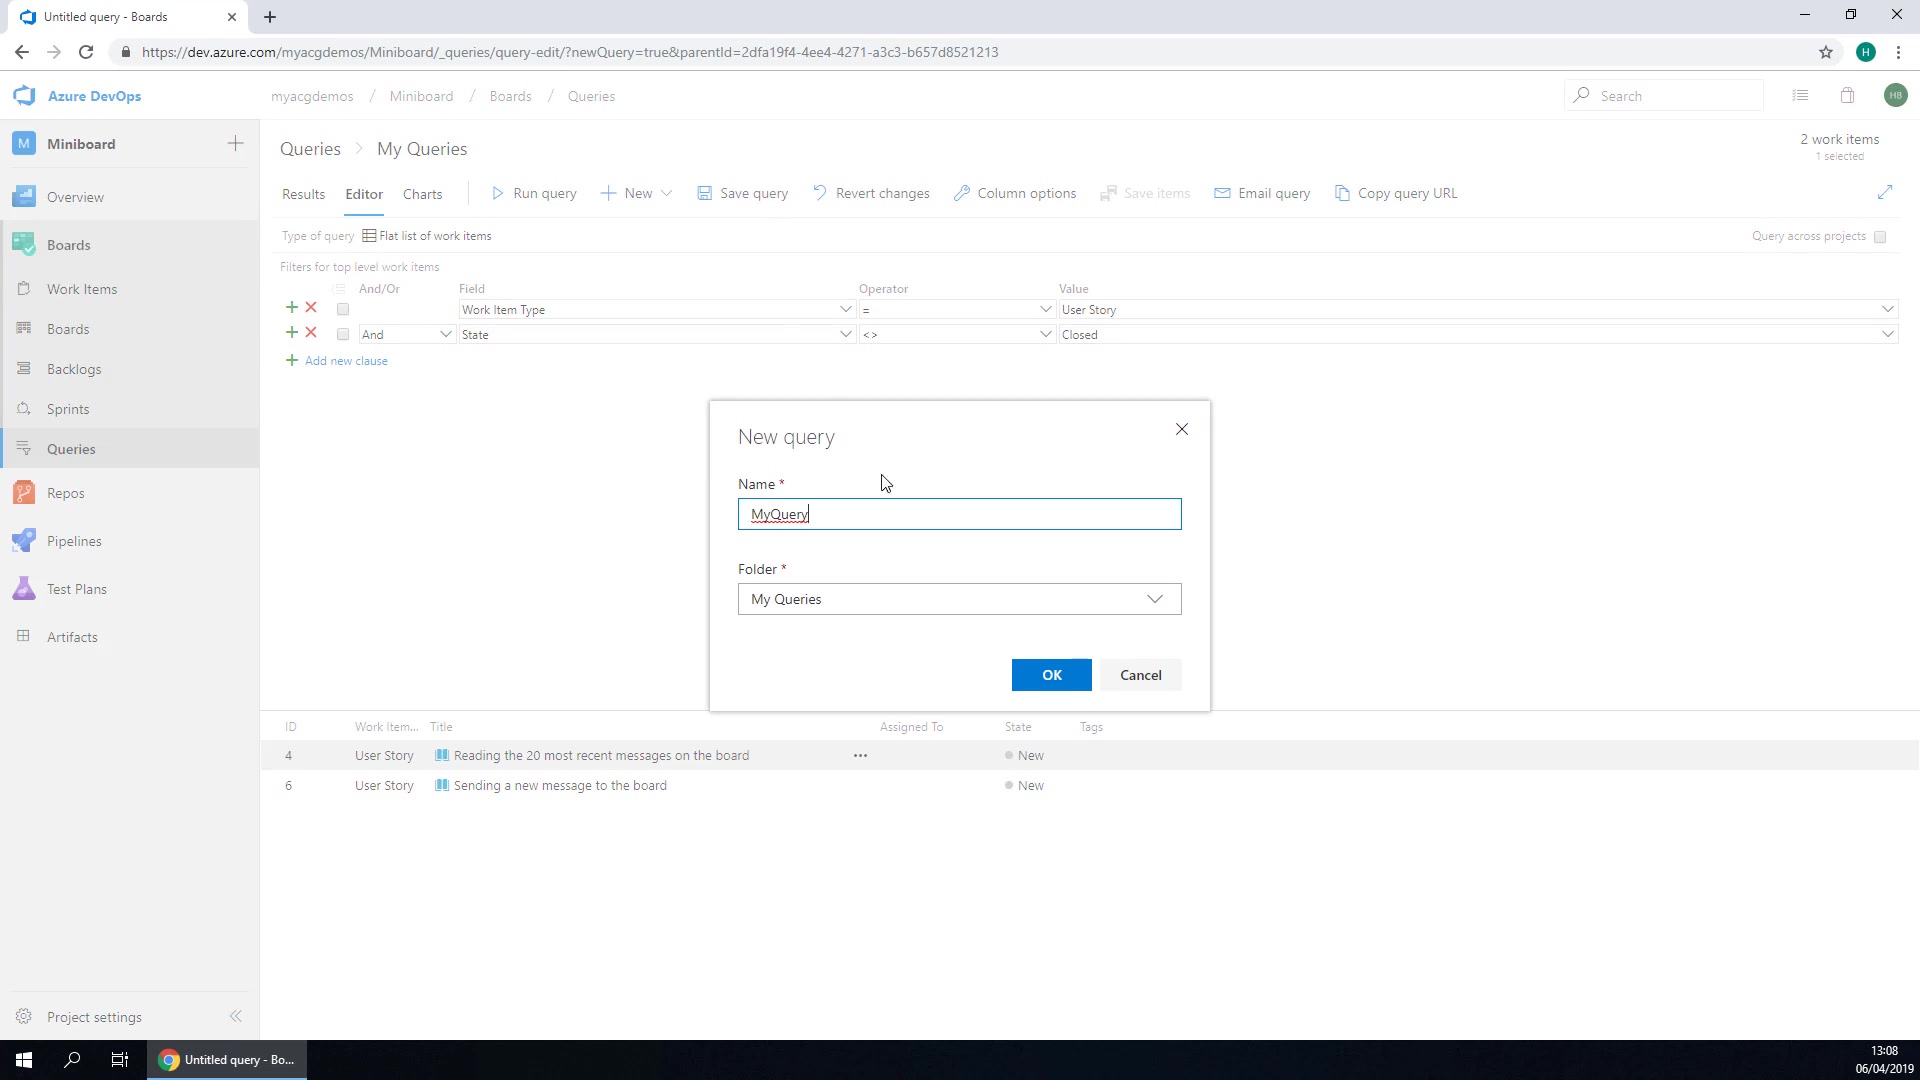 Untitled query - Boards
https://dev.azure.com/myacgdemos/Miniboard/_queries/query-edit/?newQuery=true&parentId=2dfa19f4-4ee4-4271-a3c3-b657d8521213
H
Azure DevOps
myacgdemos / Miniboard / Boards / Queries
Search
HB
M Miniboard
Queries > My Queries
2 work items
1 selected
Overview
Results Editor Charts Run query New Save query Revert changes Column options Save items Email query Copy query URL
Boards
Type of query Flat list of work items
Query across projects
Filters for top level work items
And/Or Field Operator Value
Work Items
Work Item Type = User Story
Boards
And State <> Closed
Add new clause
Backlogs
Sprints
Queries
Repos
Pipelines
Test Plans
Artifacts
New query
Name *
MyQuery
Folder *
My Queries
OK Cancel
ID Work Item... Title Assigned To State Tags
4 User Story Reading the 20 most recent messages on the board ... New
6 User Story Sending a new message to the board New
Project settings
Untitled query - Bo...
13:08
06/04/2019